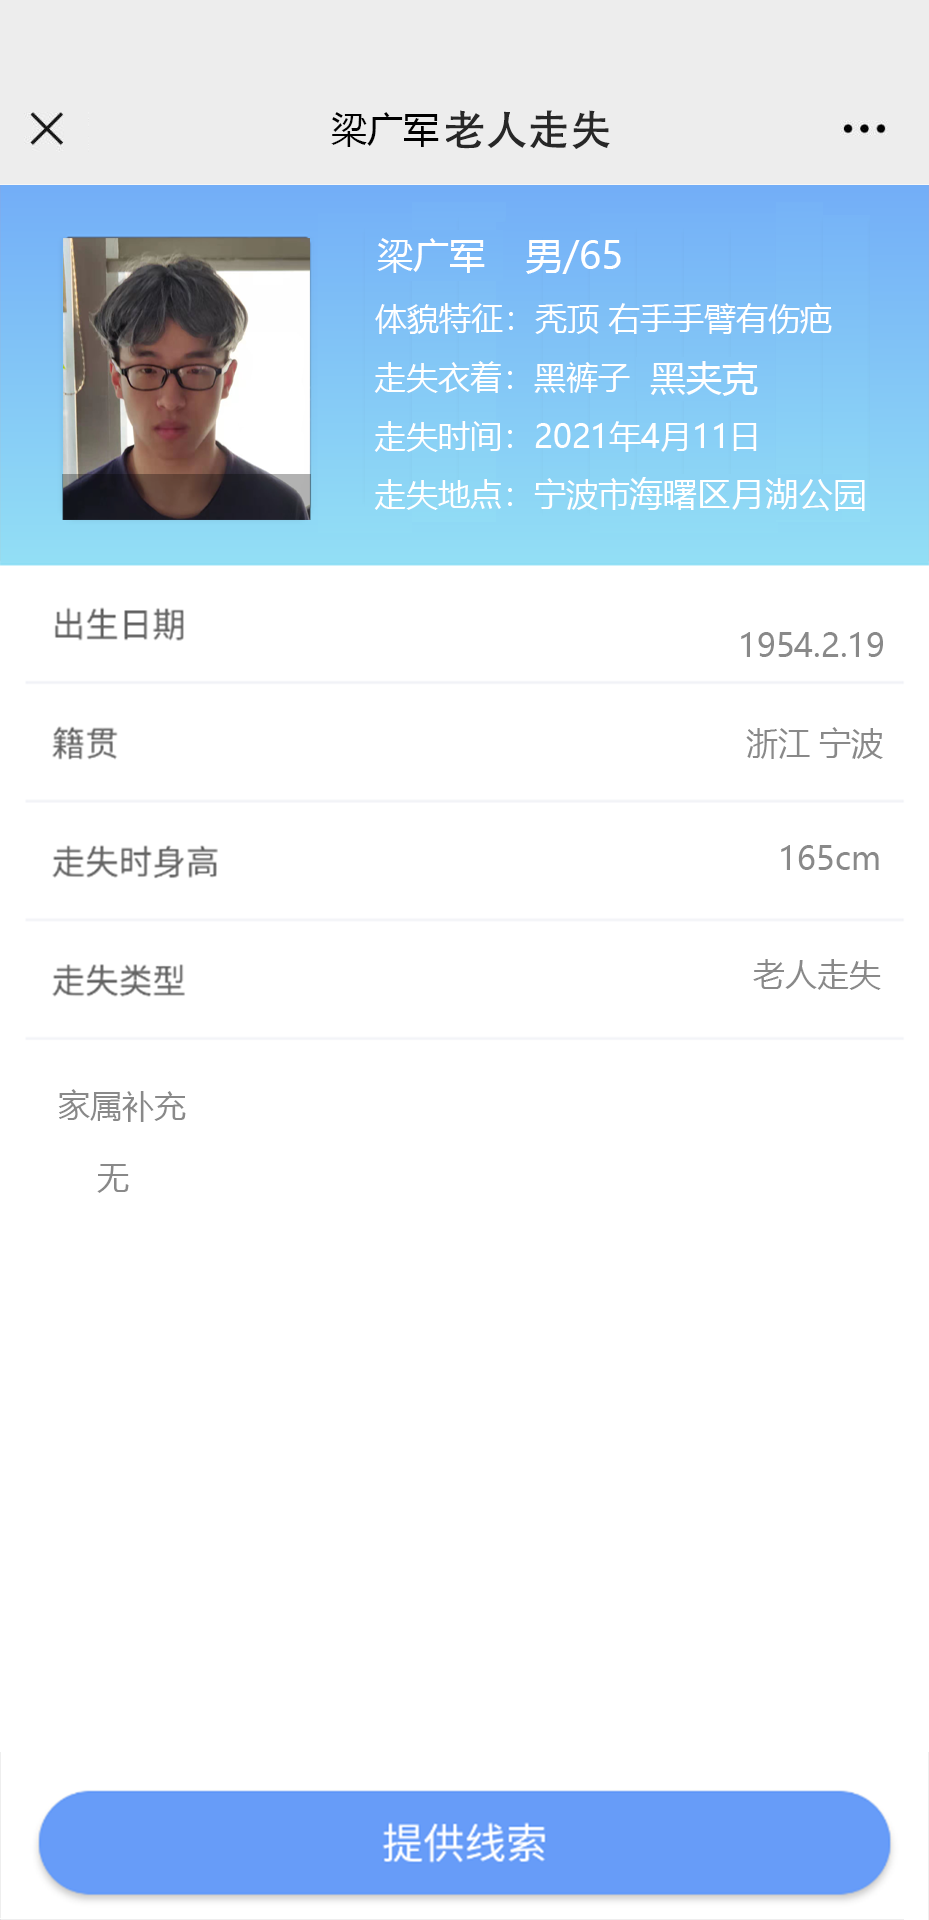 梁广军老人走失
梁广军 男/65
体貌特征：秃顶 右手手臂有伤疤
走失衣着：黑裤子 黑夹克
走失时间：2021年4月11日
走失地点：宁波市海曙区月湖公园
出生日期
1954.2.19
籍贯
浙江 宁波
走失时身高
165cm
走失类型
老人走失
家属补充
无
提供线索